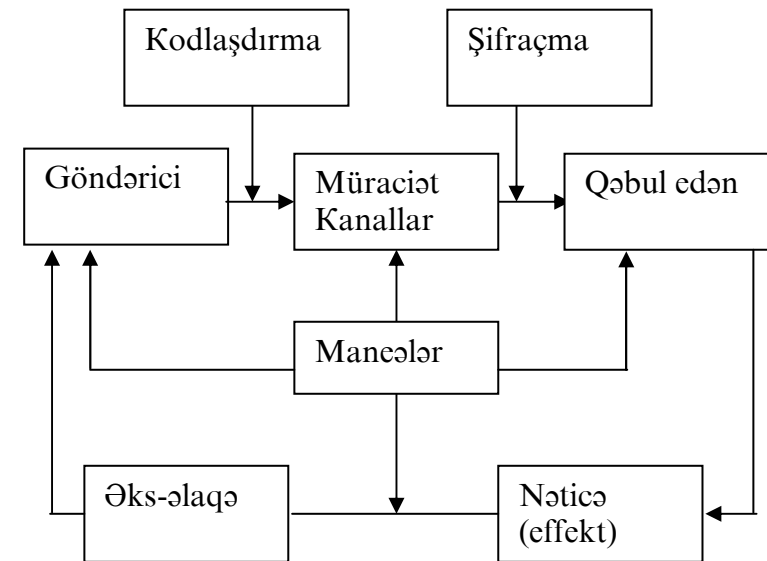 Kodlaşdırma
Şifraçma
Göndərici
Müraciət
Kanallar
Qəbul edən
Maneələr
Əks-əlaqə
Nəticə
(effekt)